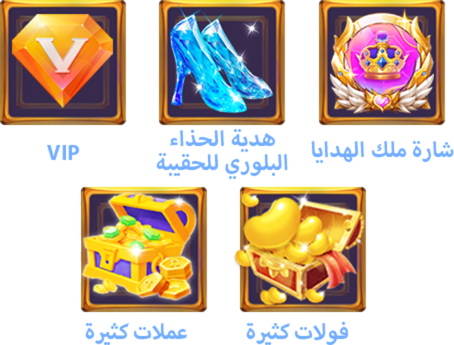 V
شارة ملك الهدايا
هدية الحذاء
البلوري للحقيبة
VIP
فولات كثيرة
عملات كثيرة